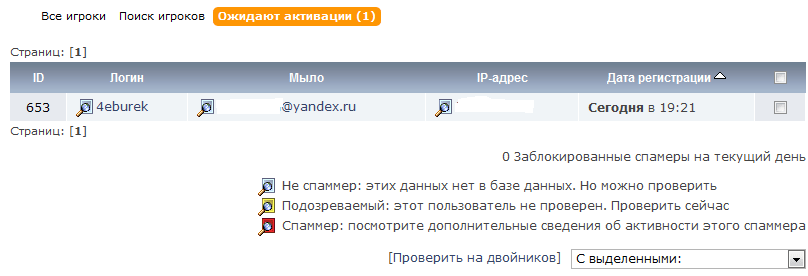 Все игроки Поиск игроков Ожидают активации (1)
Страниц: [1]
ID Логин Мыло IP-адрес Дата регистрации
653 4eburek @yandex.ru Сегодня в 19:21
Страниц: [1]
0 Заблокированные спамеры на текущий день
Не спаммер: этих данных нет в базе данных. Но можно проверить
Подозреваемый: этот пользователь не проверен. Проверить сейчас
Спаммер: посмотрите дополнительные сведения об активности этого спаммера
[Проверить на двойников] С выделенными: